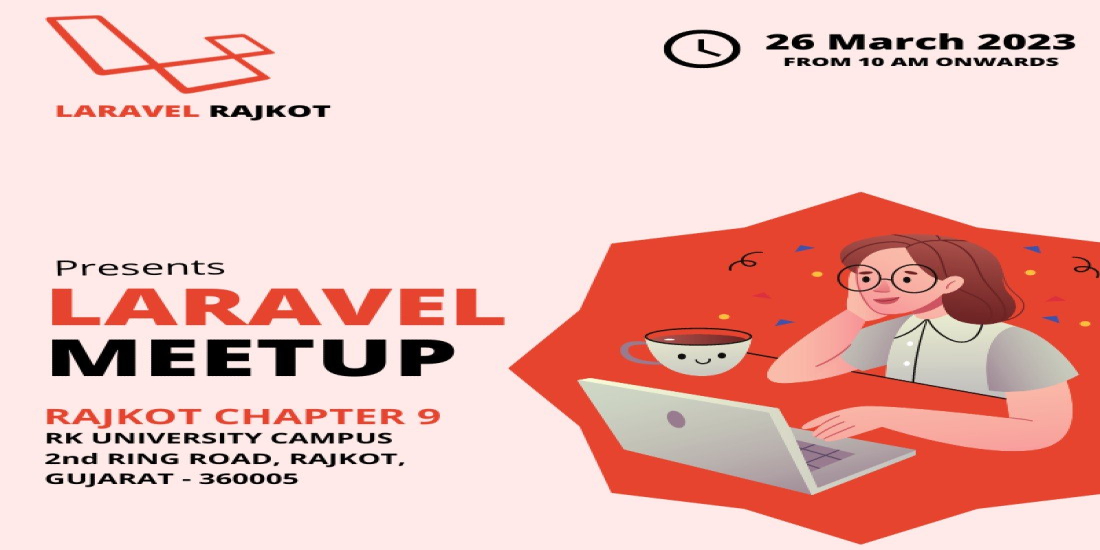 LARAVEL RAJKOT
26 March 2023
FROM 10 AM ONWARDS
Presents
LARAVEL
MEETUP
RAJKOT CHAPTER 9
RK UNIVERSITY CAMPUS
2nd RING ROAD, RAJKOT,
GUJARAT - 360005